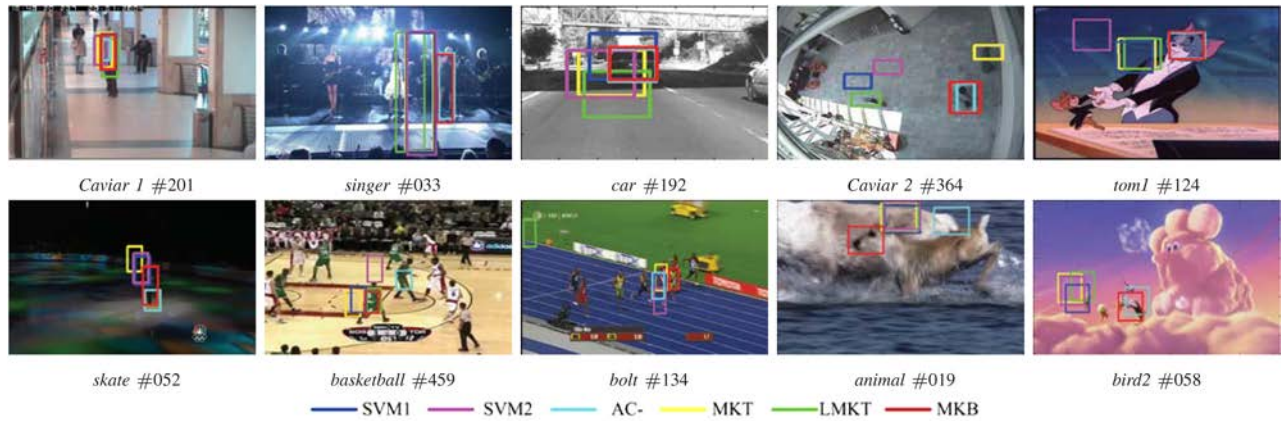 Caviar 1 #201
singer #033
car #192
Caviar 2 #364
tom1 #124
skate #052
basketball #459
bolt #134
animal #019
bird2 #058
SVM1 SVM2 AC- MKT LMKT MKB